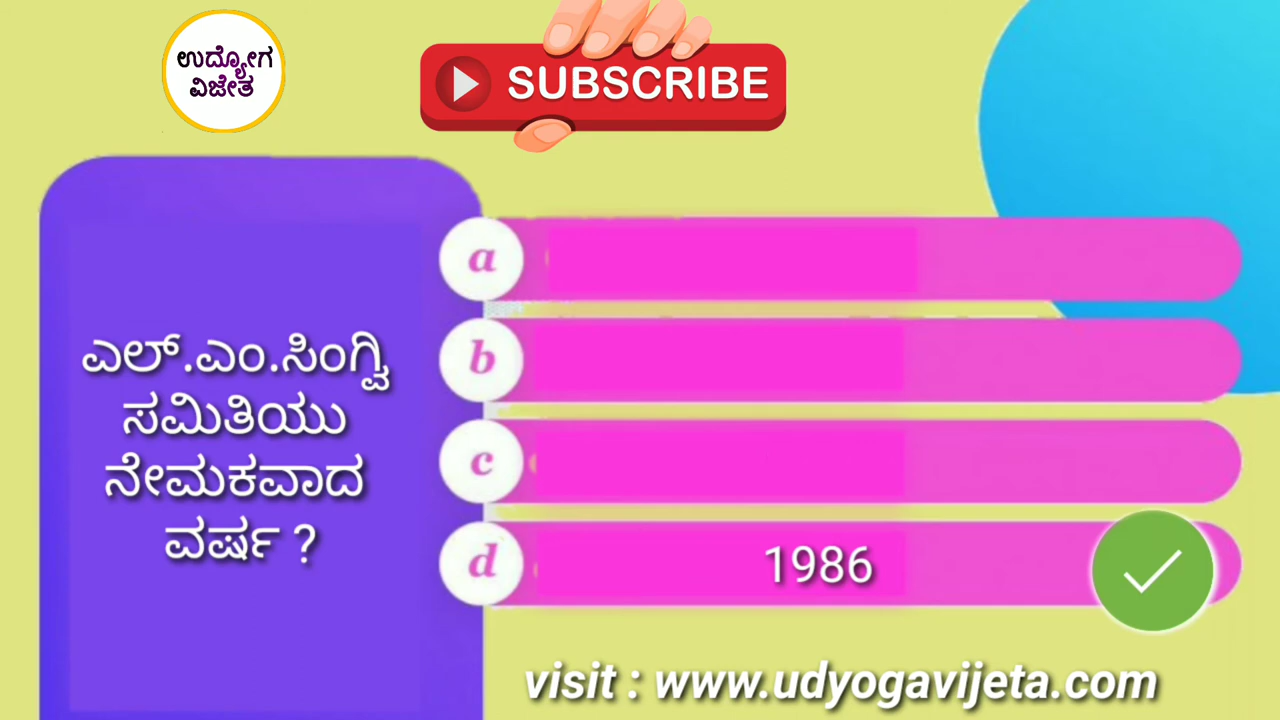 ಉದ್ಯೋಗ
ವಿಜೇತ
SUBSCRIBE
ಎಲ್.ಎಂ.ಸಿಂಗ್ವಿ
ಸಮಿತಿಯು
ನೇಮಕವಾದ
ವರ್ಷ ?
a
b
c
d 1986
visit : www.udyogavijeta.com